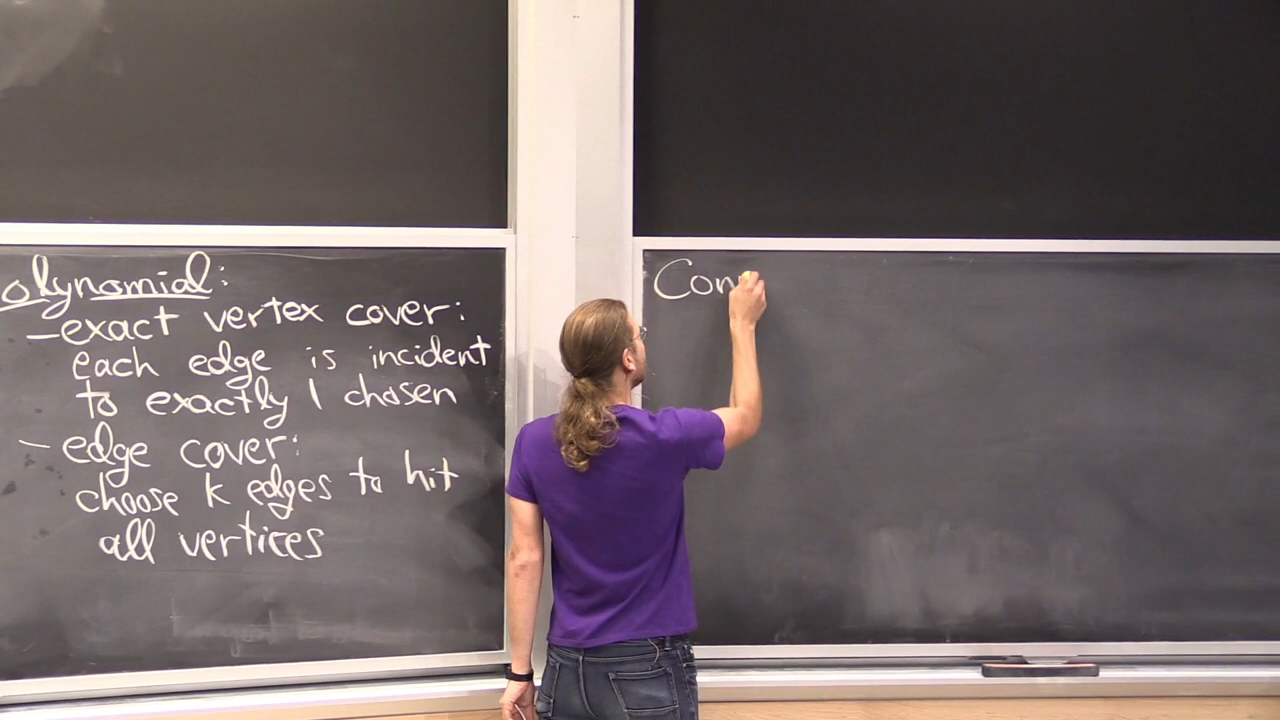 olynomial:
- exact vertex cover:
each edge is incident
to exactly 1 chosen
- edge cover:
choose k edges to hit
all vertices
Con